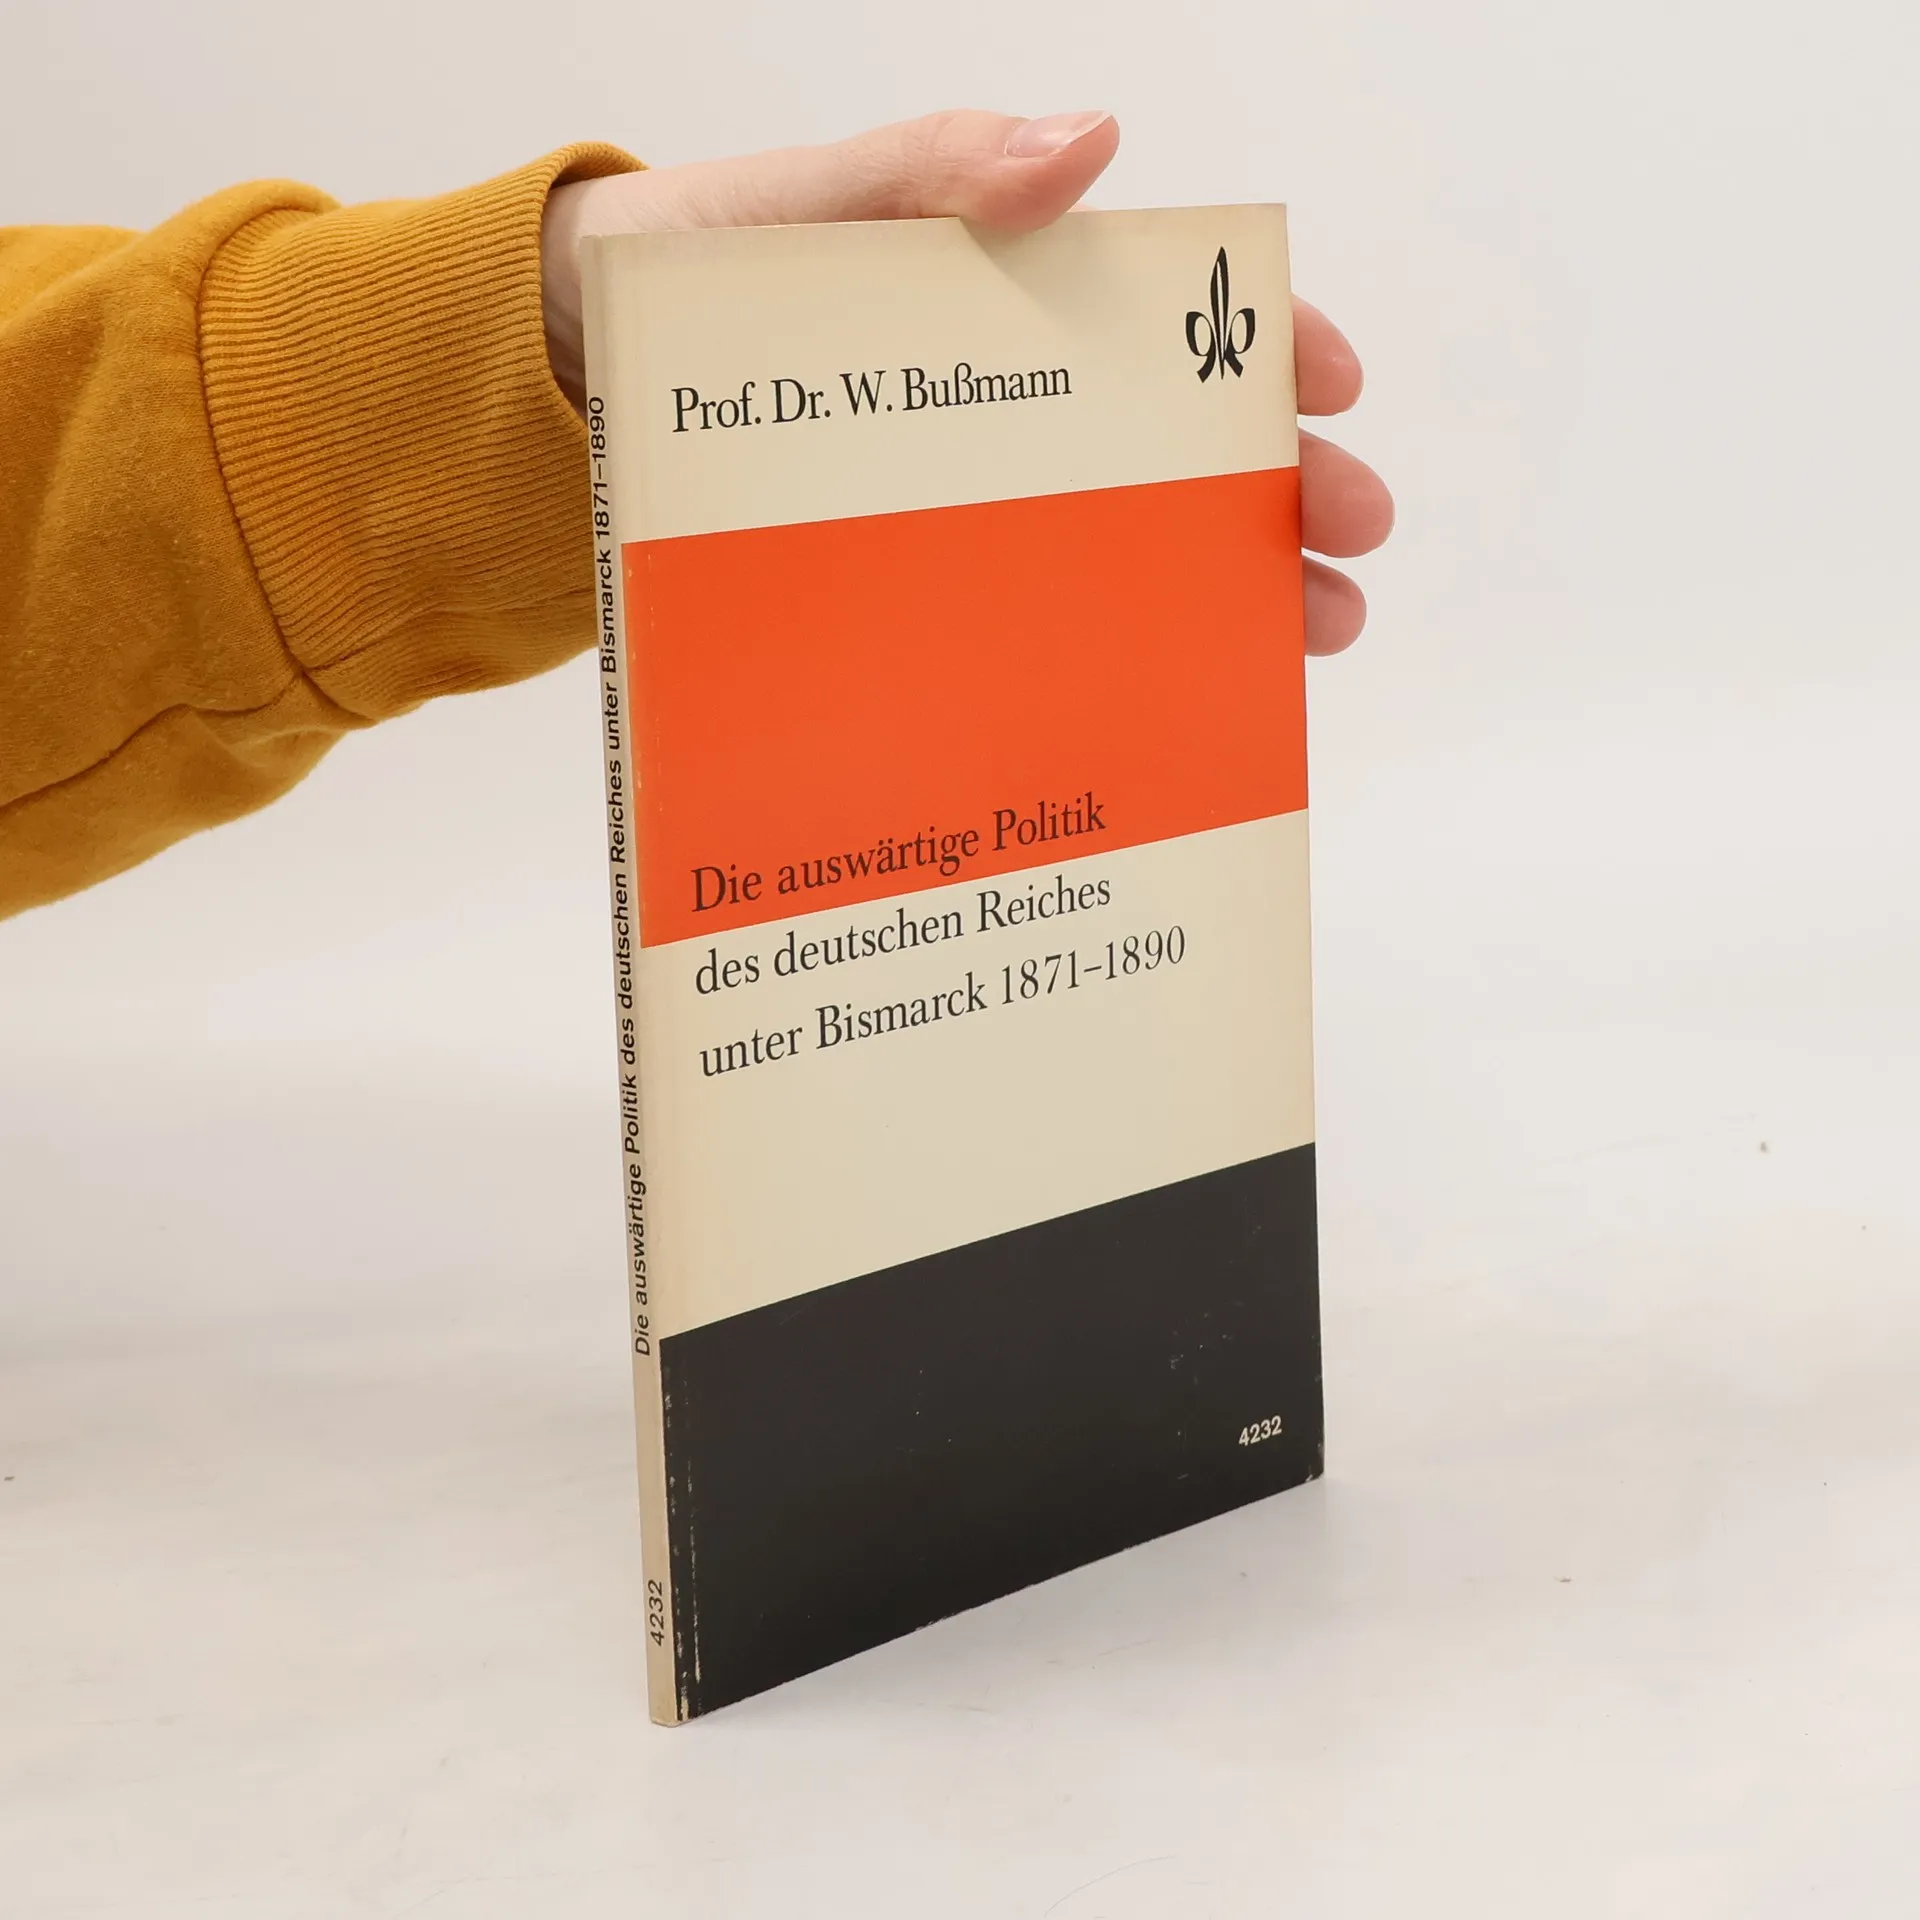 Prof. Dr. W. Bußmann
Die auswärtige Politik
des deutschen Reiches
unter Bismarck 1871–1890
4232
Die auswärtige Politik des deutschen Reiches unter Bismarck 1871–1890
4232